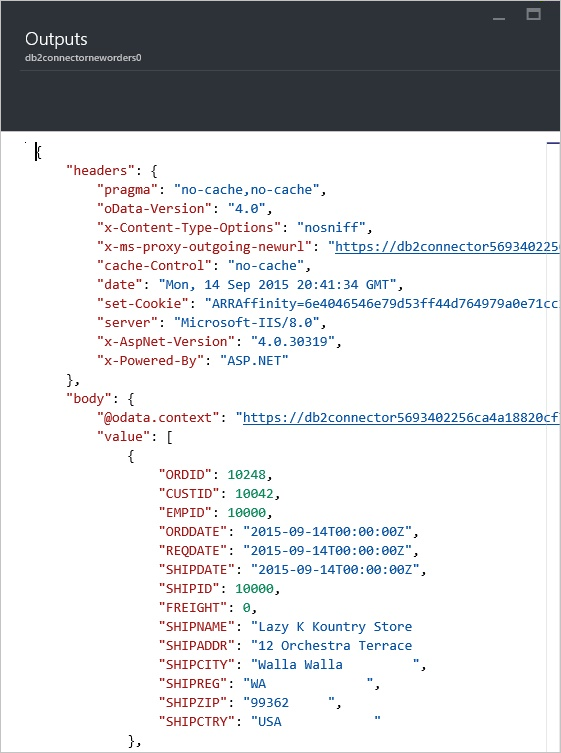 Outputs
db2connectorneworders0
{
"headers": {
"pragma": "no-cache,no-cache",
"oData-Version": "4.0",
"x-Content-Type-Options": "nosniff",
"x-ms-proxy-outgoing-newurl": "https://db2connector5693402256
"cache-Control": "no-cache",
"date": "Mon, 14 Sep 2015 20:41:34 GMT",
"set-Cookie": "ARRAffinity=6e4046546e79d53ff44d764979a0e71cc
"server": "Microsoft-IIS/8.0",
"x-AspNet-Version": "4.0.30319",
"x-Powered-By": "ASP.NET"
},
"body": {
"@odata.context": "https://db2connector5693402256ca4a18820cf
"value": [
{
"ORDID": 10248,
"CUSTID": 10042,
"EMPID": 10000,
"ORDDATE": "2015-09-14T00:00:00Z",
"REQDATE": "2015-09-14T00:00:00Z",
"SHIPDATE": "2015-09-14T00:00:00Z",
"SHIPID": 10000,
"FREIGHT": 0,
"SHIPNAME": "Lazy K Kountry Store
"SHIPADDR": "12 Orchestra Terrace
"SHIPCITY": "Walla Walla          ",
"SHIPREG": "WA              ",
"SHIPZIP": "99362     ",
"SHIPCTRY": "USA             "
},